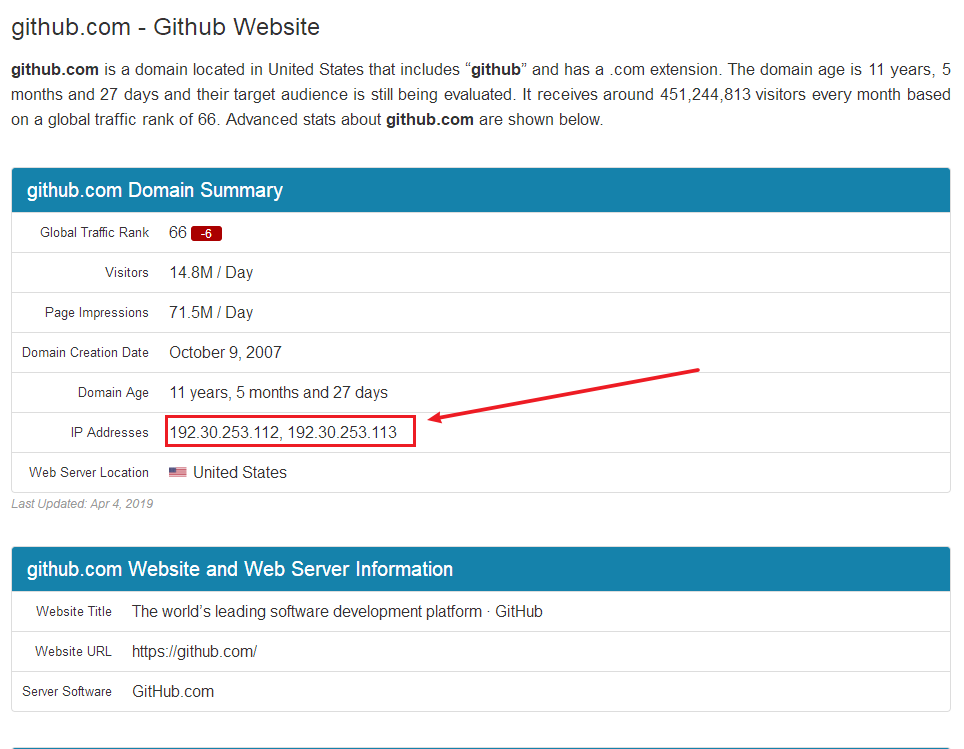 github.com - Github Website
github.com is a domain located in United States that includes “github” and has a .com extension. The domain age is 11 years, 5
months and 27 days and their target audience is still being evaluated. It receives around 451,244,813 visitors every month based
on a global traffic rank of 66. Advanced stats about github.com are shown below.
github.com Domain Summary
Global Traffic Rank 66 -6
Visitors 14.8M / Day
Page Impressions 71.5M / Day
Domain Creation Date October 9, 2007
Domain Age 11 years, 5 months and 27 days
IP Addresses 192.30.253.112, 192.30.253.113
Web Server Location United States
Last Updated: Apr 4, 2019
github.com Website and Web Server Information
Website Title The world’s leading software development platform · GitHub
Website URL https://github.com/
Server Software GitHub.com